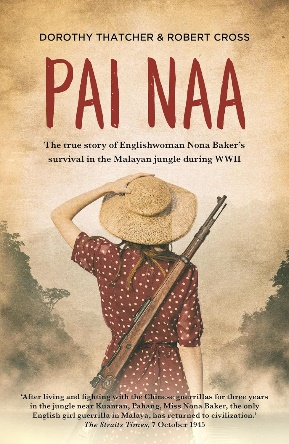 DOROTHY THATCHER & ROBERT CROSS
PAI NAA
The true story of Englishwoman Nona Baker's
survival in the Malayan jungle during WWII
'After living and fighting with the Chinese guerrillas for three years
in the jungle near Kuantan, Pahang, Miss Nona Baker, the only
English girl guerrilla in Malaya, has returned to civilization.'
The Straits Times, 7 October 1945